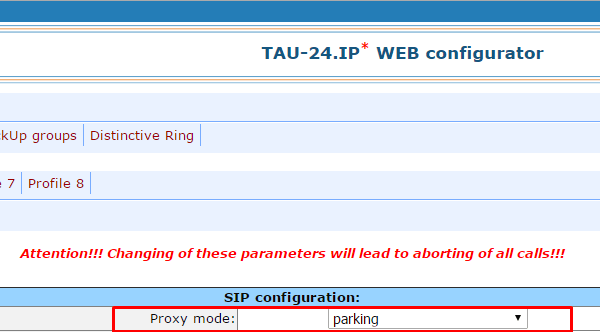 TAU-24.IP* WEB configurator
ckUp groups Distinctive Ring
e 7 Profile 8
Attention!!! Changing of these parameters will lead to aborting of all calls!!!
SIP configuration:
Proxy mode: parking